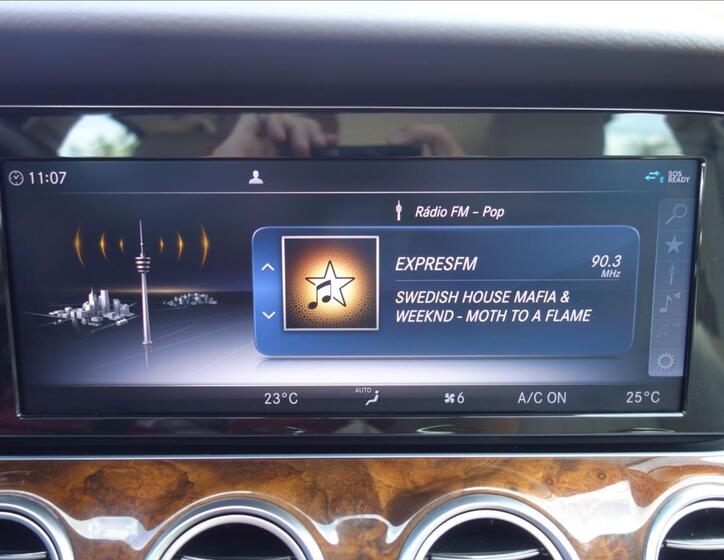 11:07
E
SOS
READY
Rádio FM - Pop
EXPRESFM
90.3
MHz
SWEDISH HOUSE MAFIA &
WEEKND - MOTH TO A FLAME
23°C
AUTO
6
A/C ON
25°C